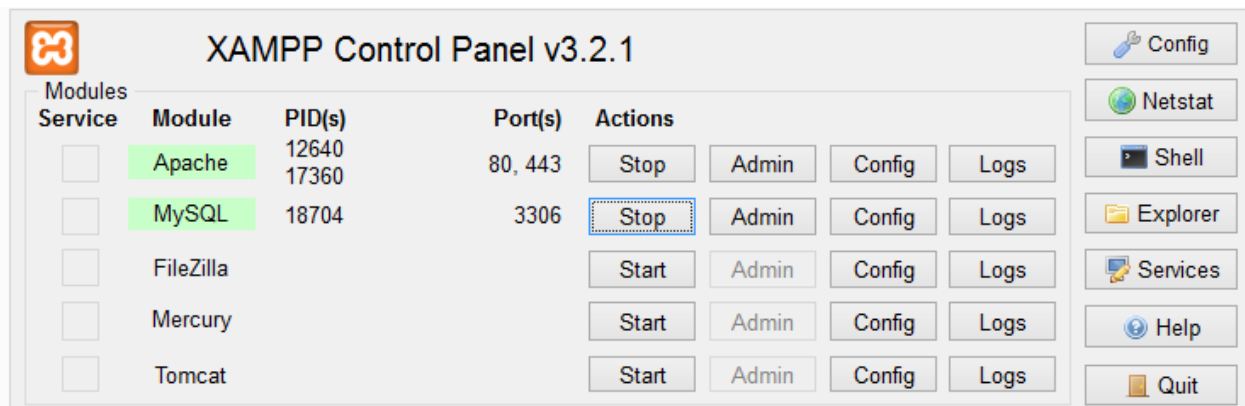 XAMPP Control Panel v3.2.1
Modules
Service Module PID(s) Port(s) Actions
Apache 12640 17360 80, 443 Stop Admin Config Logs
MySQL 18704 3306 Stop Admin Config Logs
FileZilla Start Admin Config Logs
Mercury Start Admin Config Logs
Tomcat Start Admin Config Logs
Config
Netstat
Shell
Explorer
Services
Help
Quit